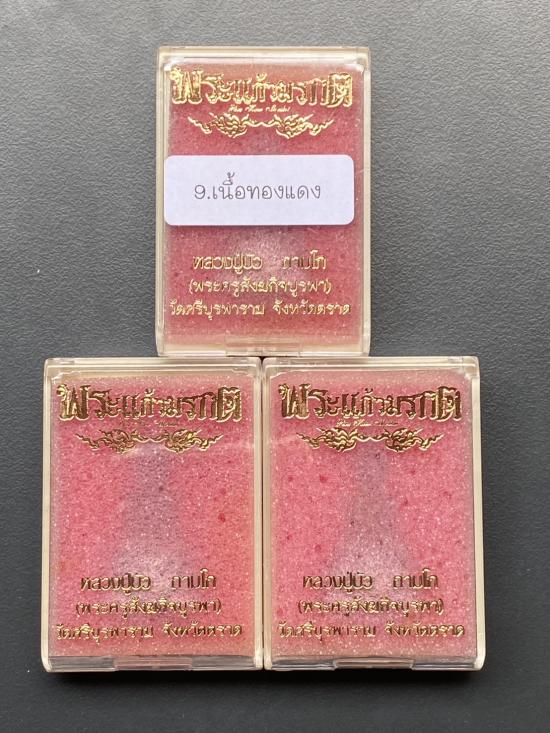 พระแก้วมรกต
9.เนื้อทองแดง
หลวงปู่บัว ถามโก
(พระครูสังฆกิจบูรพา)
วัดศรีบุรพาราม จังหวัดตราด
พระแก้วมรกต
หลวงปู่บัว ถามโก
(พระครูสังฆกิจบูรพา)
วัดศรีบุรพาราม จังหวัดตราด
พระแก้วมรกต
หลวงปู่บัว ถามโก
(พระครูสังฆกิจบูรพา)
วัดศรีบุรพาราม จังหวัดตราด